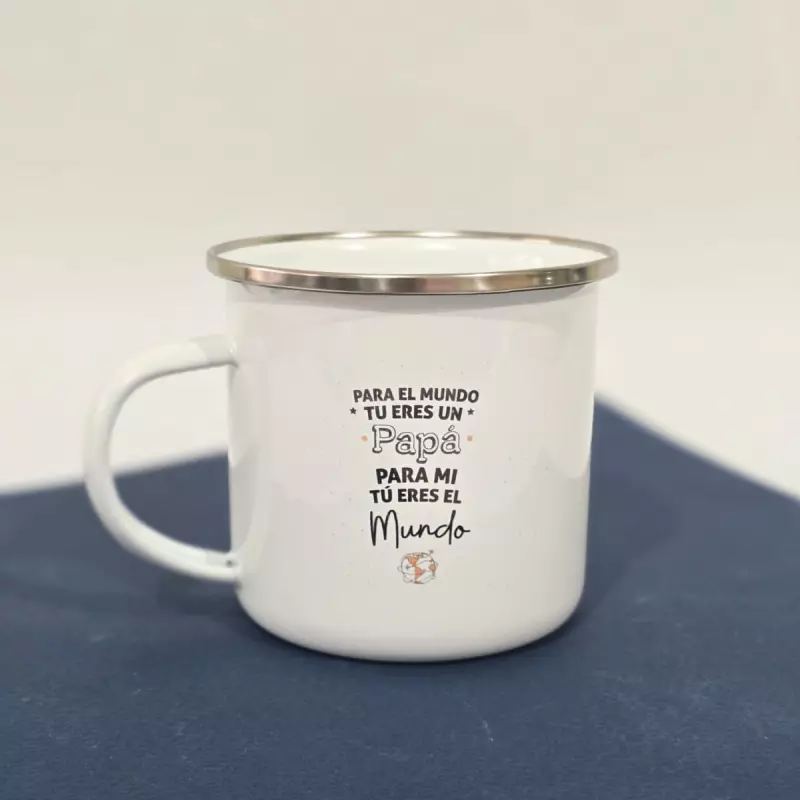 PARA EL MUNDO
TU ERES UN
Papá
PARA MI
TÚ ERES EL
Mundo